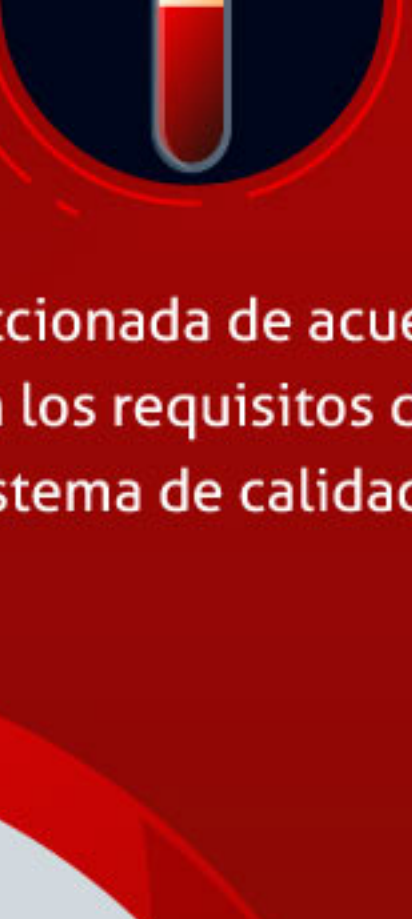 ccionada de acue
los requisitos
stema de calidad